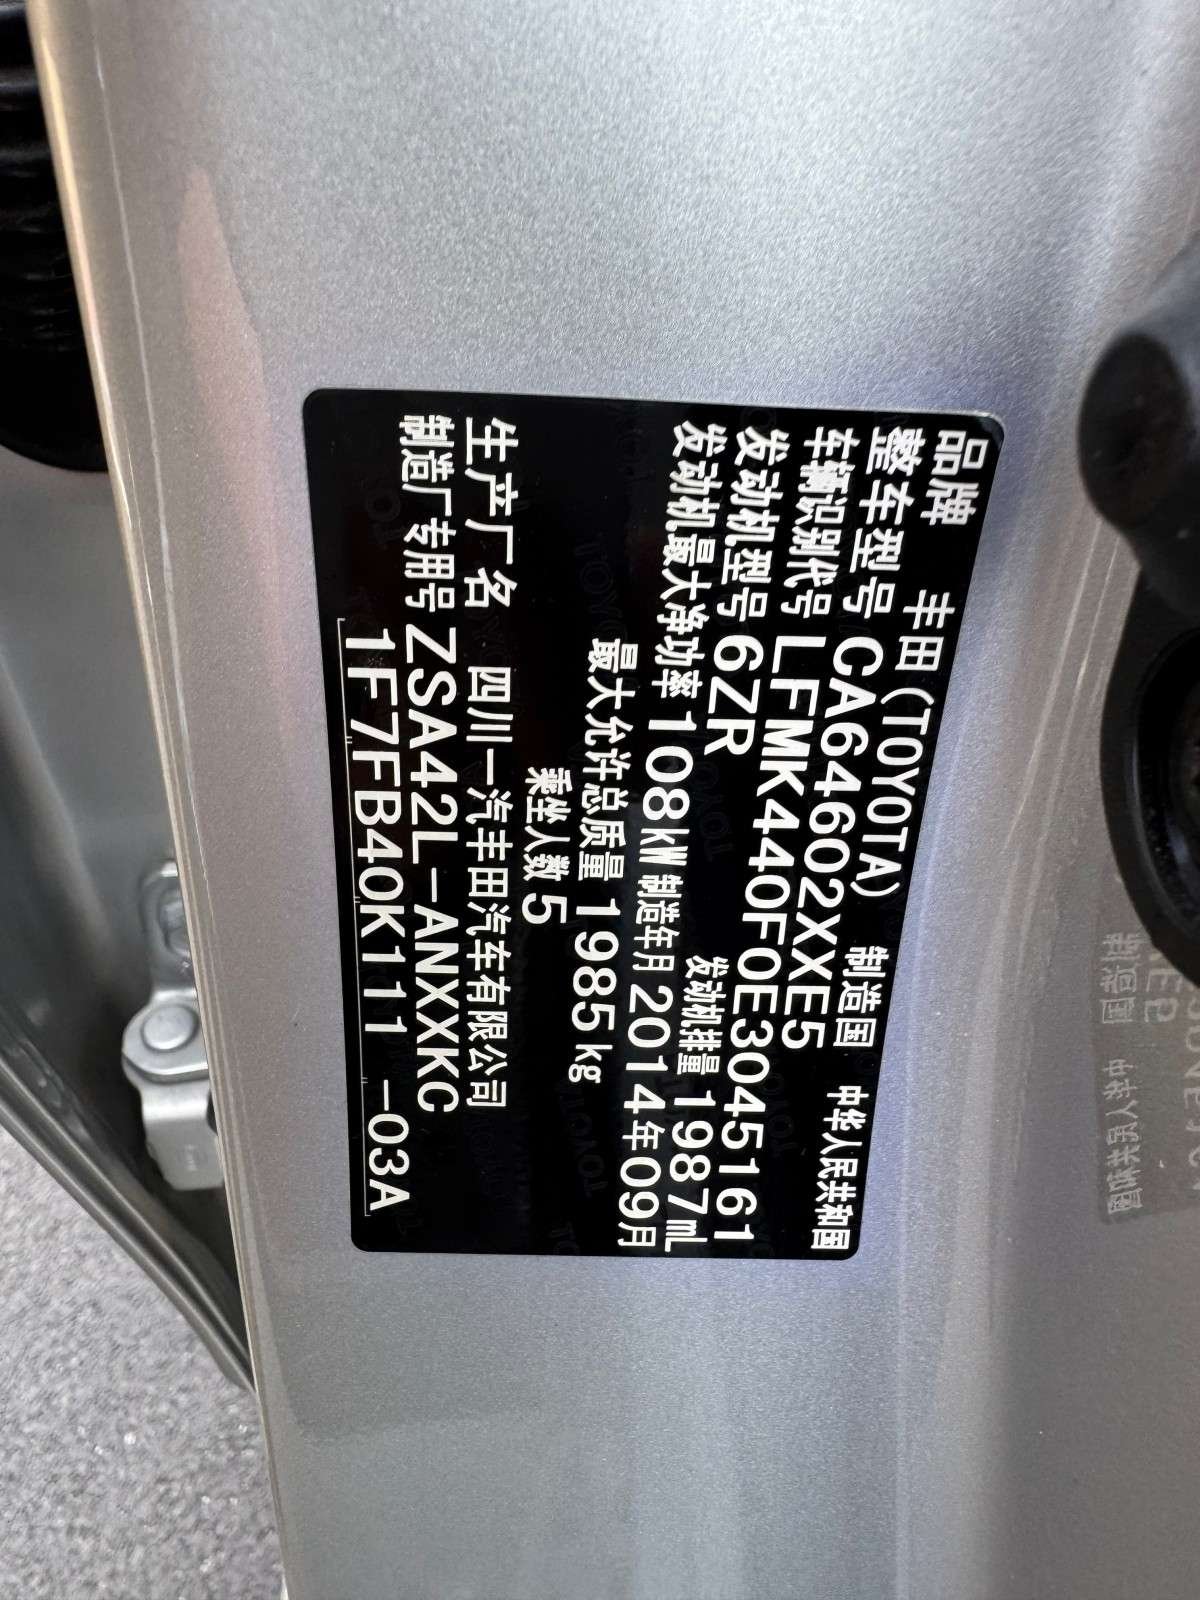 品牌 丰田(TOYOTA) 制造国 中华人民共和国
整车型号 CA64602XXE5
车辆识别代号 LFMK440F0E3045161
发动机型号 6ZR 发动机排量 1987mL
发动机最大净功率 108kW 制造年月 2014年09月
最大允许总质量 1985kg
乘坐人数 5
生产厂名 四川一汽丰田汽车有限公司
制造厂专用号 ZSA42L-ANXXKC
1F7FB40K111-03A